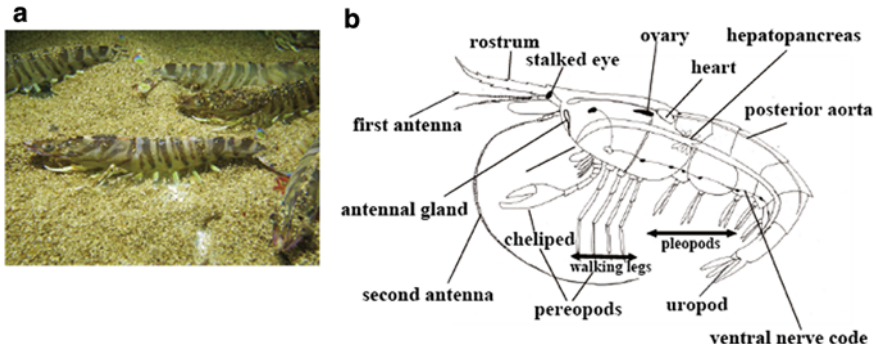 a
b
rostrum
stalked eye
ovary
hepatopancreas
heart
posterior aorta
first antenna
antennal gland
cheliped
walking legs
pleopods
second antenna
pereopods
uropod
ventral nerve code